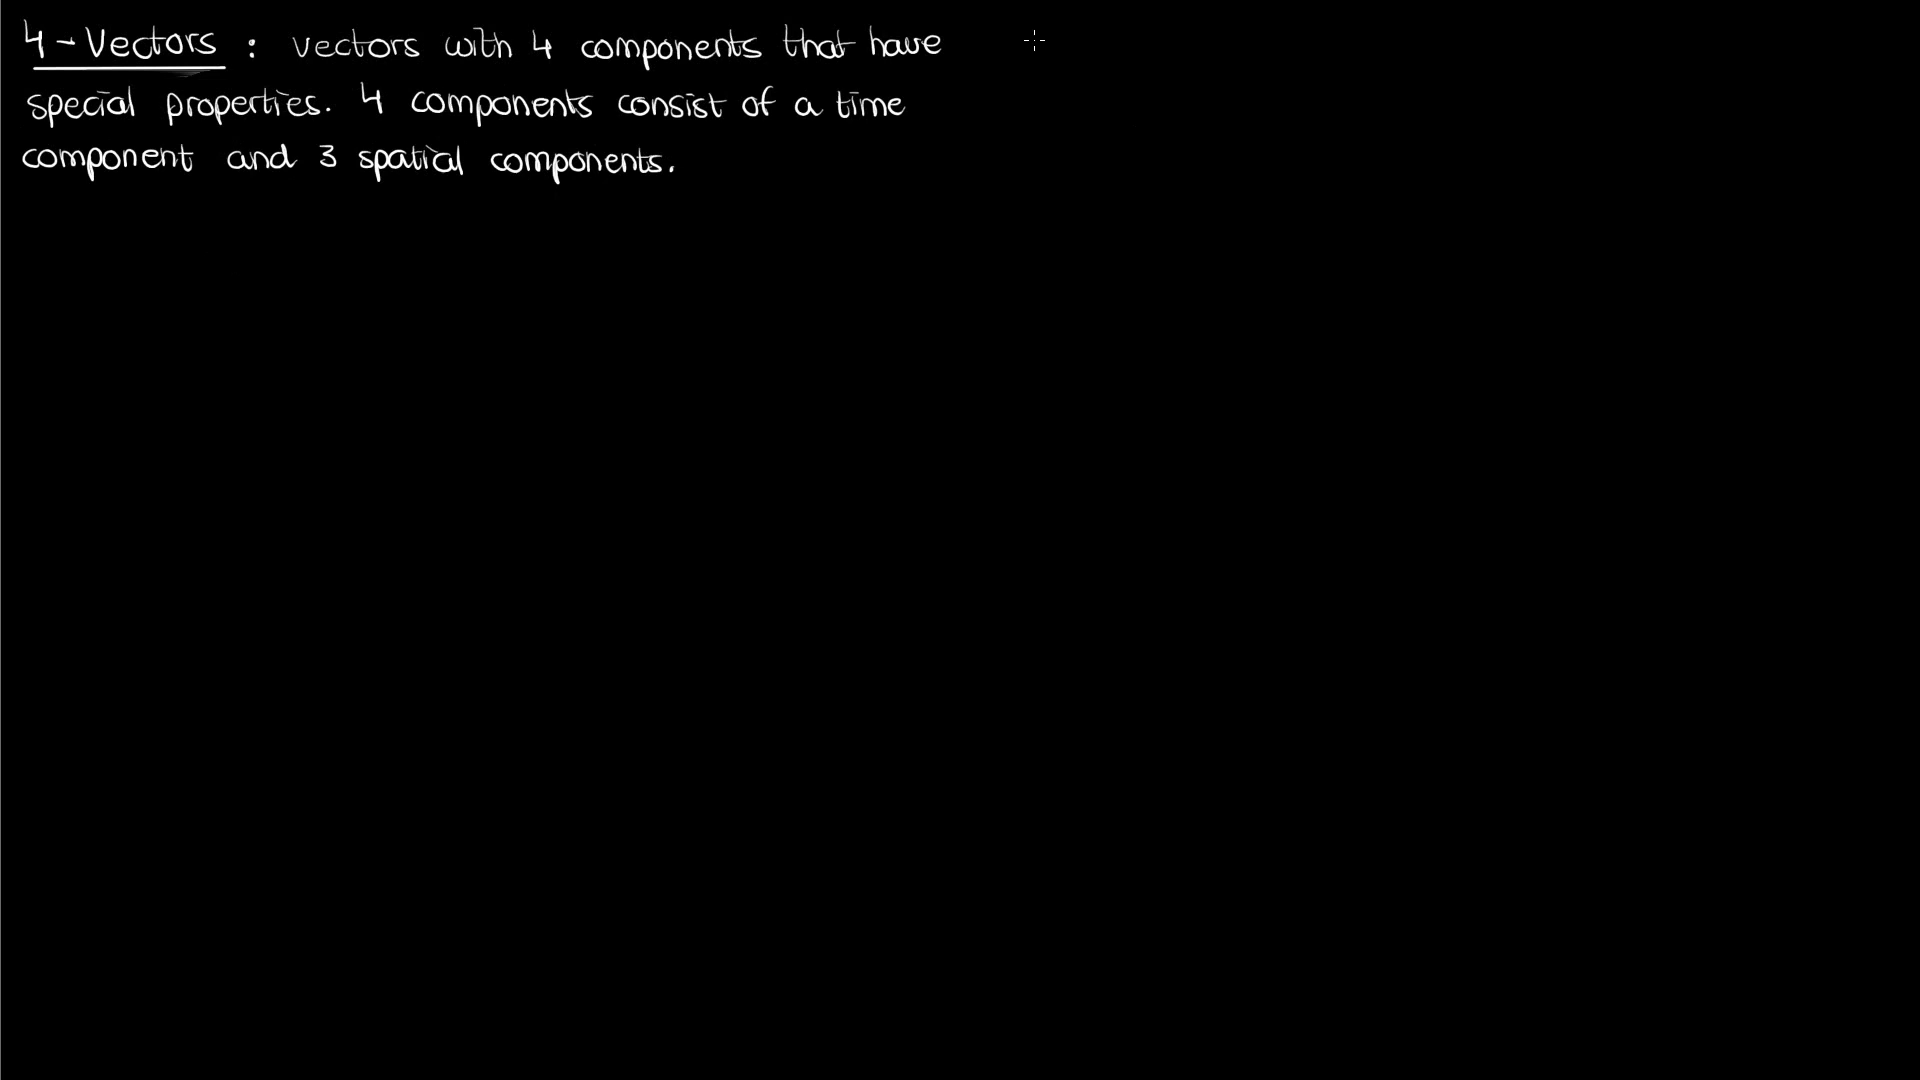 4-Vectors : vectors with 4 components that have
special properties. 4 components consist of a time
component and 3 spatial components.